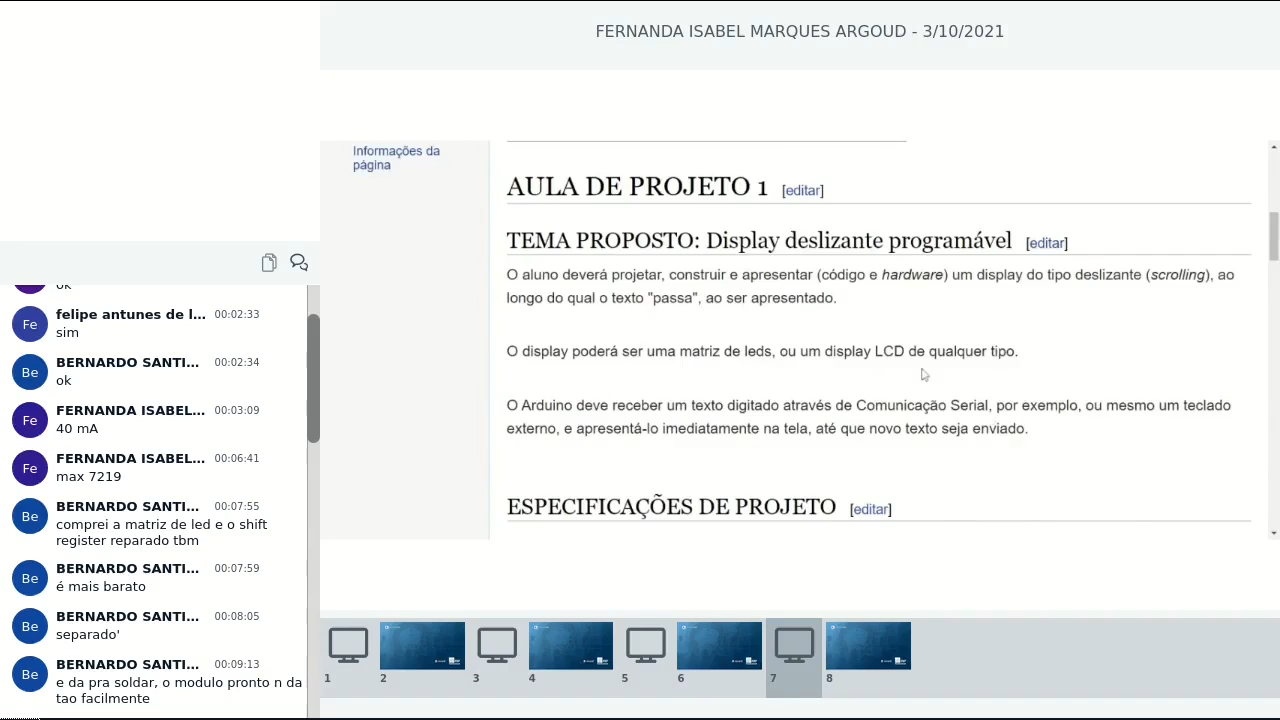 FERNANDA ISABEL MARQUES ARGOUD - 3/10/2021
ok
Fe
felipe antunes de l... 00:02:33
sim
Be
BERNARDO SANTI... 00:02:34
ok
Fe
FERNANDA ISABEL... 00:03:09
40 mA
Fe
FERNANDA ISABEL... 00:06:41
max 7219
Be
BERNARDO SANTI... 00:07:55
comprei a matriz de led e o shift
register reparado tbm
Be
BERNARDO SANTI... 00:07:59
é mais barato
Be
BERNARDO SANTI... 00:08:05
separado'
Be
BERNARDO SANTI... 00:09:13
e da pra soldar, o modulo pronto n da
tao facilmente
Informações da
página
AULA DE PROJETO 1 [editar]
TEMA PROPOSTO: Display deslizante programável [editar]
O aluno deverá projetar, construir e apresentar (código e hardware) um display do tipo deslizante (scrolling), ao
longo do qual o texto "passa", ao ser apresentado.
O display poderá ser uma matriz de leds, ou um display LCD de qualquer tipo.
O Arduino deve receber um texto digitado através de Comunicação Serial, por exemplo, ou mesmo um teclado
externo, e apresentá-lo imediatamente na tela, até que novo texto seja enviado.
ESPECIFICAÇÕES DE PROJETO [editar]
1 2 3 4 5 6 7 8